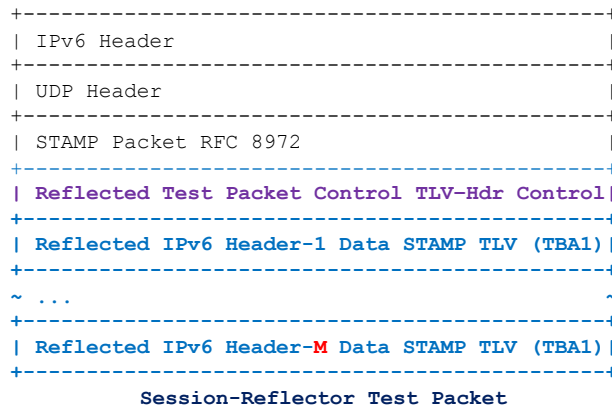 +----------------------------------------------+
| IPv6 Header                                  |
+----------------------------------------------+
| UDP Header                                   |
+----------------------------------------------+
| STAMP Packet RFC 8972                        |
+----------------------------------------------+
| Reflected Test Packet Control TLV-Hdr Control|
+----------------------------------------------+
| Reflected IPv6 Header-1 Data STAMP TLV (TBA1)|
+----------------------------------------------+
~ ...                                          ~
+----------------------------------------------+
| Reflected IPv6 Header-M Data STAMP TLV (TBA1)|
+----------------------------------------------+
Session-Reflector Test Packet